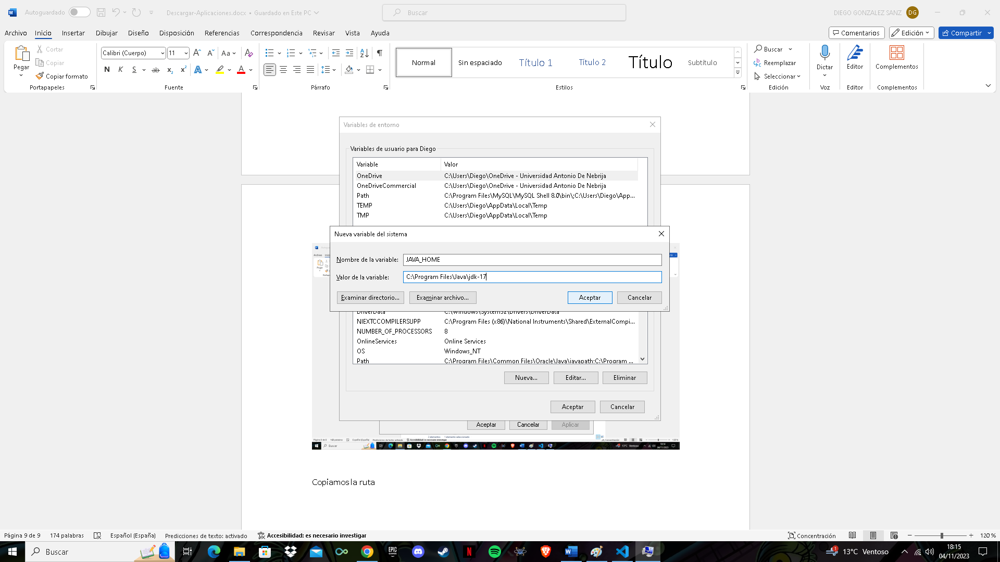 Autoguardado
Descargar-Aplicaciones.docx • Guardado en Este PC
Buscar
DIEGO GONZALEZ SANZ
DG
Archivo Inicio Insertar Dibujar Diseño Disposición Referencias Correspondencia Revisar Vista Ayuda
Comentarios
Edición
Compartir
Pegar
Cortar
Copiar
Copiar formato
Portapapeles
Calibri (Cuerpo) 11
Fuente
Párrafo
Normal
Sin espaciado
Título 1
Título 2
Título
Subtítulo
Estilos
Buscar
Reemplazar
Seleccionar
Edición
Dictar
Voz
Editor
Editor
Complementos
Complementos
Variables de entorno
Variables de usuario para Diego
Variable Valor
OneDrive C:\Users\Diego\OneDrive - Universidad Antonio De Nebrija
OneDriveCommercial C:\Users\Diego\OneDrive - Universidad Antonio De Nebrija
Path C:\Program Files\MySQL\MySQL Shell 8.0\bin\;C:\Users\Diego\App...
TEMP C:\Users\Diego\AppData\Local\Temp
TMP C:\Users\Diego\AppData\Local\Temp
Nueva variable del sistema
Nombre de la variable: JAVA_HOME
Valor de la variable: C:\Program Files\Java\jdk-17
Examinar directorio... Examinar archivo... Aceptar Cancelar
DriverData C:\Windows\System32\Drivers\DriverData
NIEXTCCOMPILERSUPP C:\Program Files (x86)\National Instruments\Shared\ExternalCompi...
NUMBER_OF_PROCESSORS 8
OnlineServices Online Services
OS Windows_NT
Path C:\Program Files\Common Files\Oracle\Java\javapath;C:\Program ...
Nueva... Editar... Eliminar
Aceptar Cancelar
Aceptar Cancelar Aplicar
Copiamos la ruta
Página 9 de 9 174 palabras Español (España) Predicciones de texto: activado Accesibilidad: es necesario investigar
Concentración
120 %
Buscar
13°C Ventoso
18:15
04/11/2023